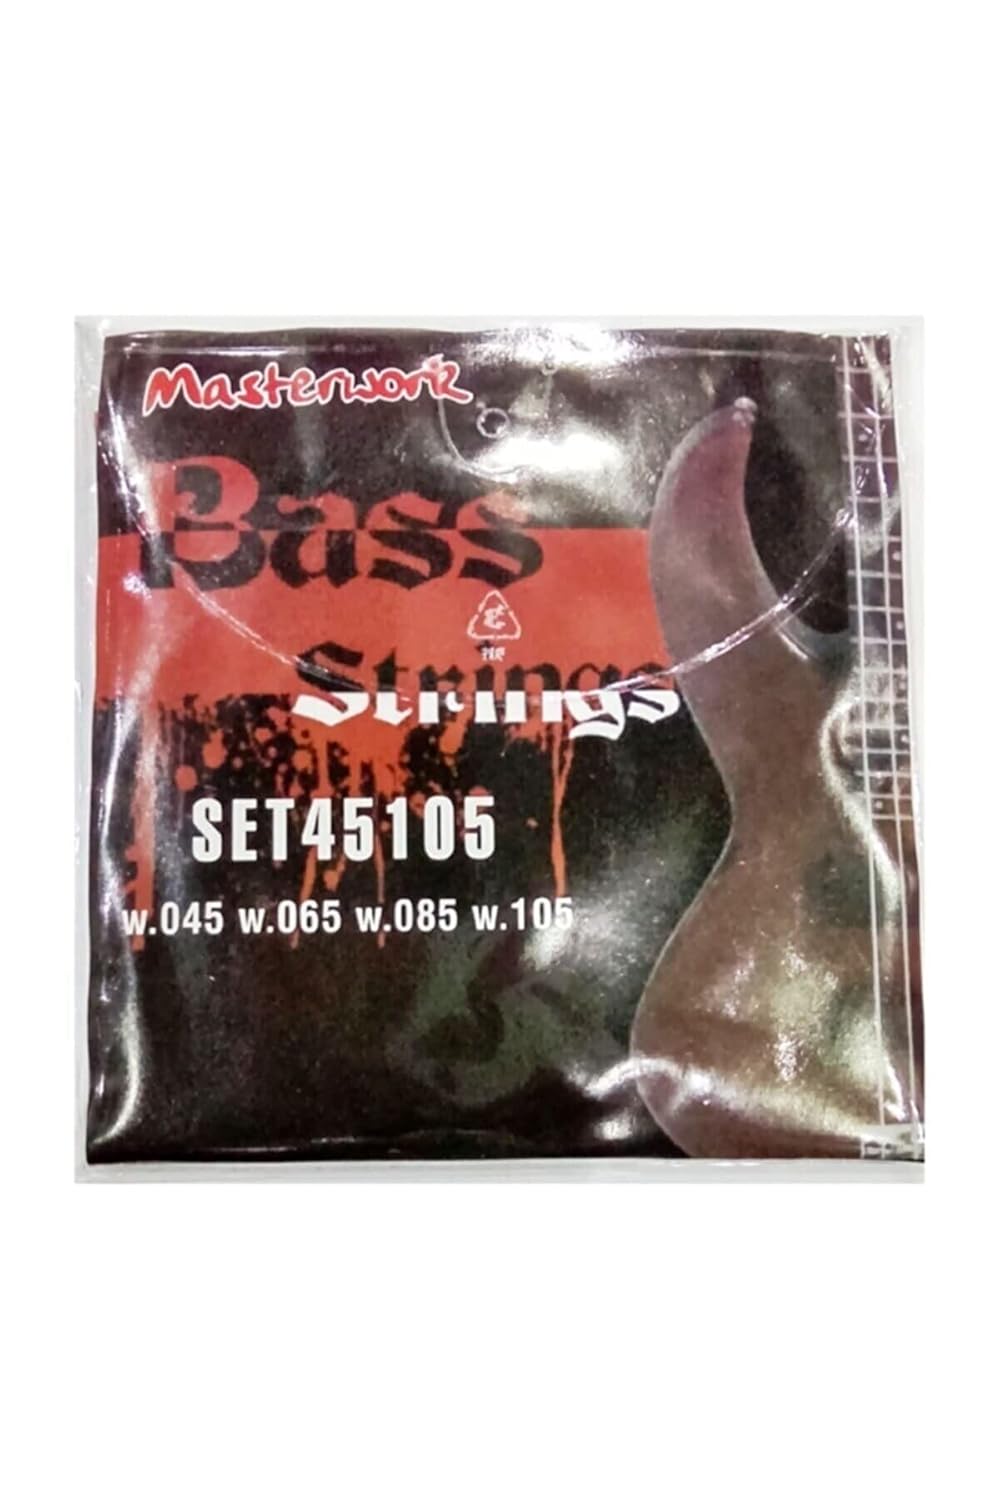 Masterwork
Bass
Strings
SET45105
w.045 w.065 w.085 w.105